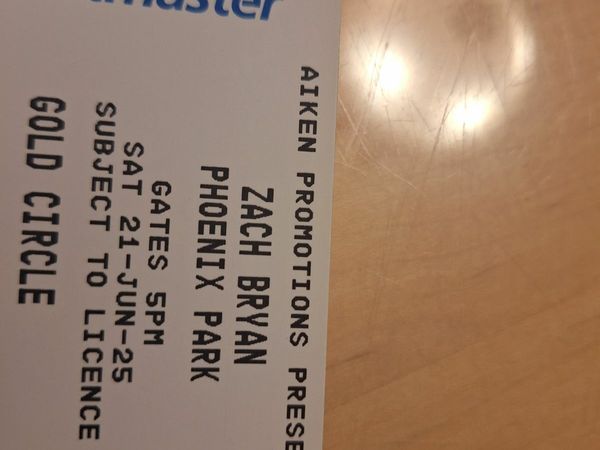 AIKEN PROMOTIONS PRESE
ZACH BRYAN
PHOENIX PARK
GATES 5PM
SAT 21-JUN-25
SUBJECT TO LICENCE
GOLD CIRCLE
master